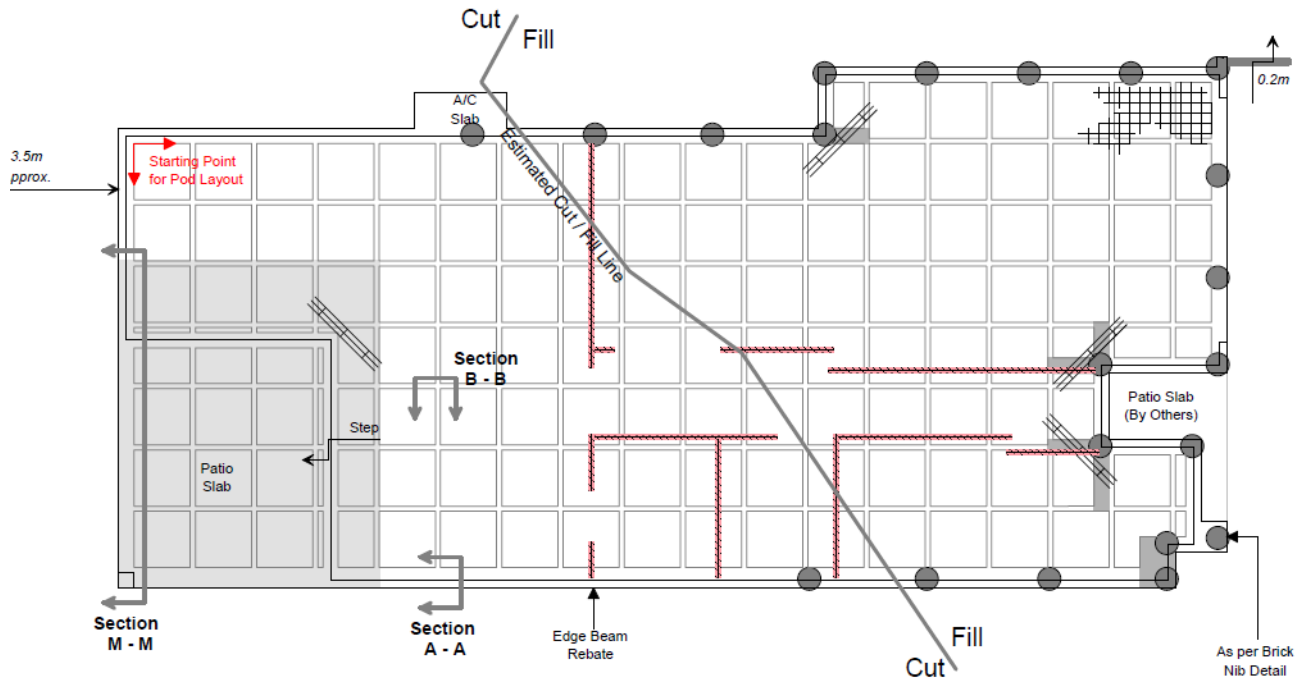 Cut
Fill
A/C
Slab
0.2m
3.5m
pprox.
Starting Point
for Pod Layout
Estimated Cut / Fill Line
Section
B - B
Patio Slab
(By Others)
Step
Patio
Slab
Section
M - M
Section
A - A
Edge Beam
Rebate
Fill
Cut
As per Brick
Nib Detail